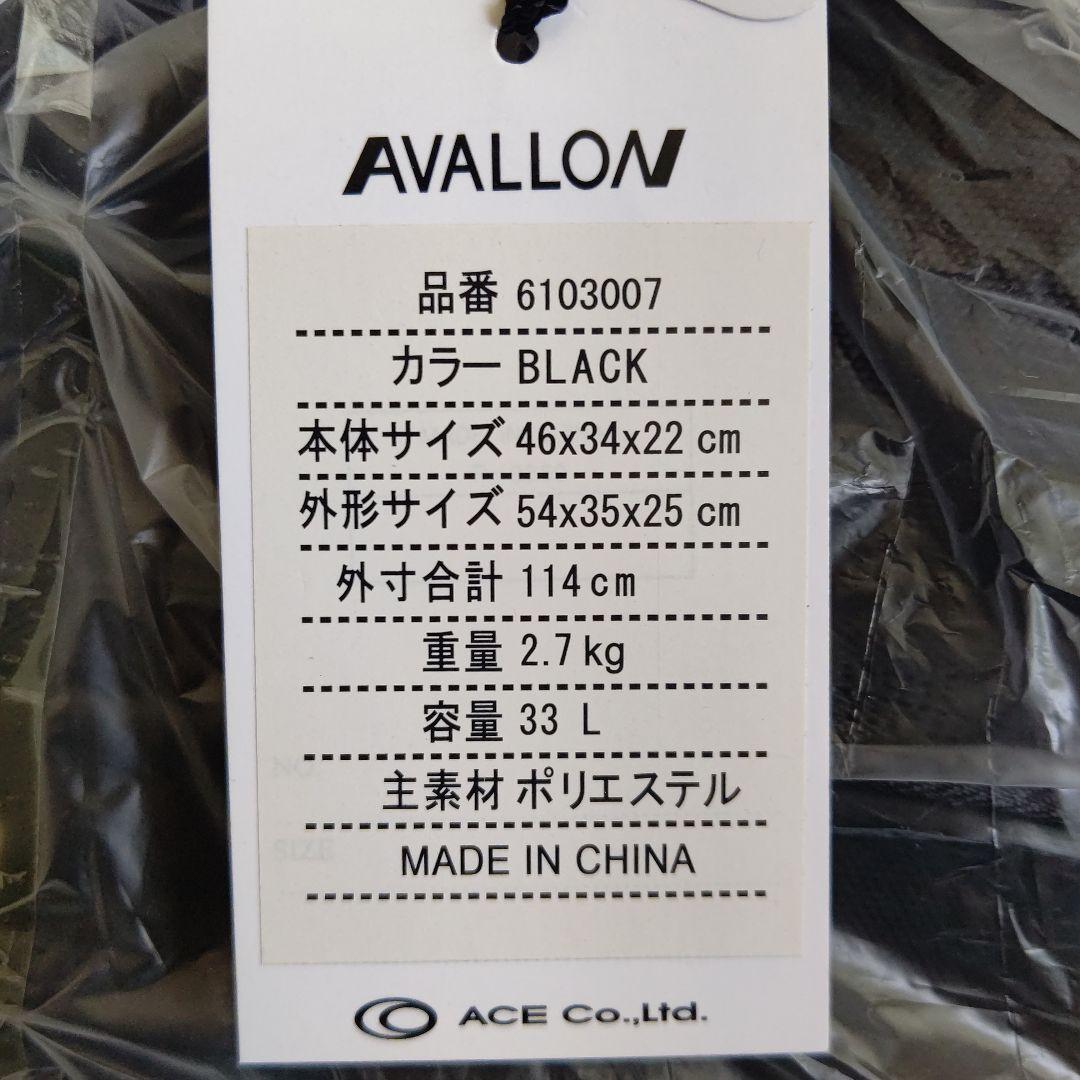 AVALLON
品番 6103007
カラー BLACK
本体サイズ 46x34x22 cm
外形サイズ 54x35x25 cm
外寸合計 114cm
重量 2.7kg
容量 33 L
主素材 ポリエステル
MADE IN CHINA
NO
SIZE
ACE Co.,Ltd.